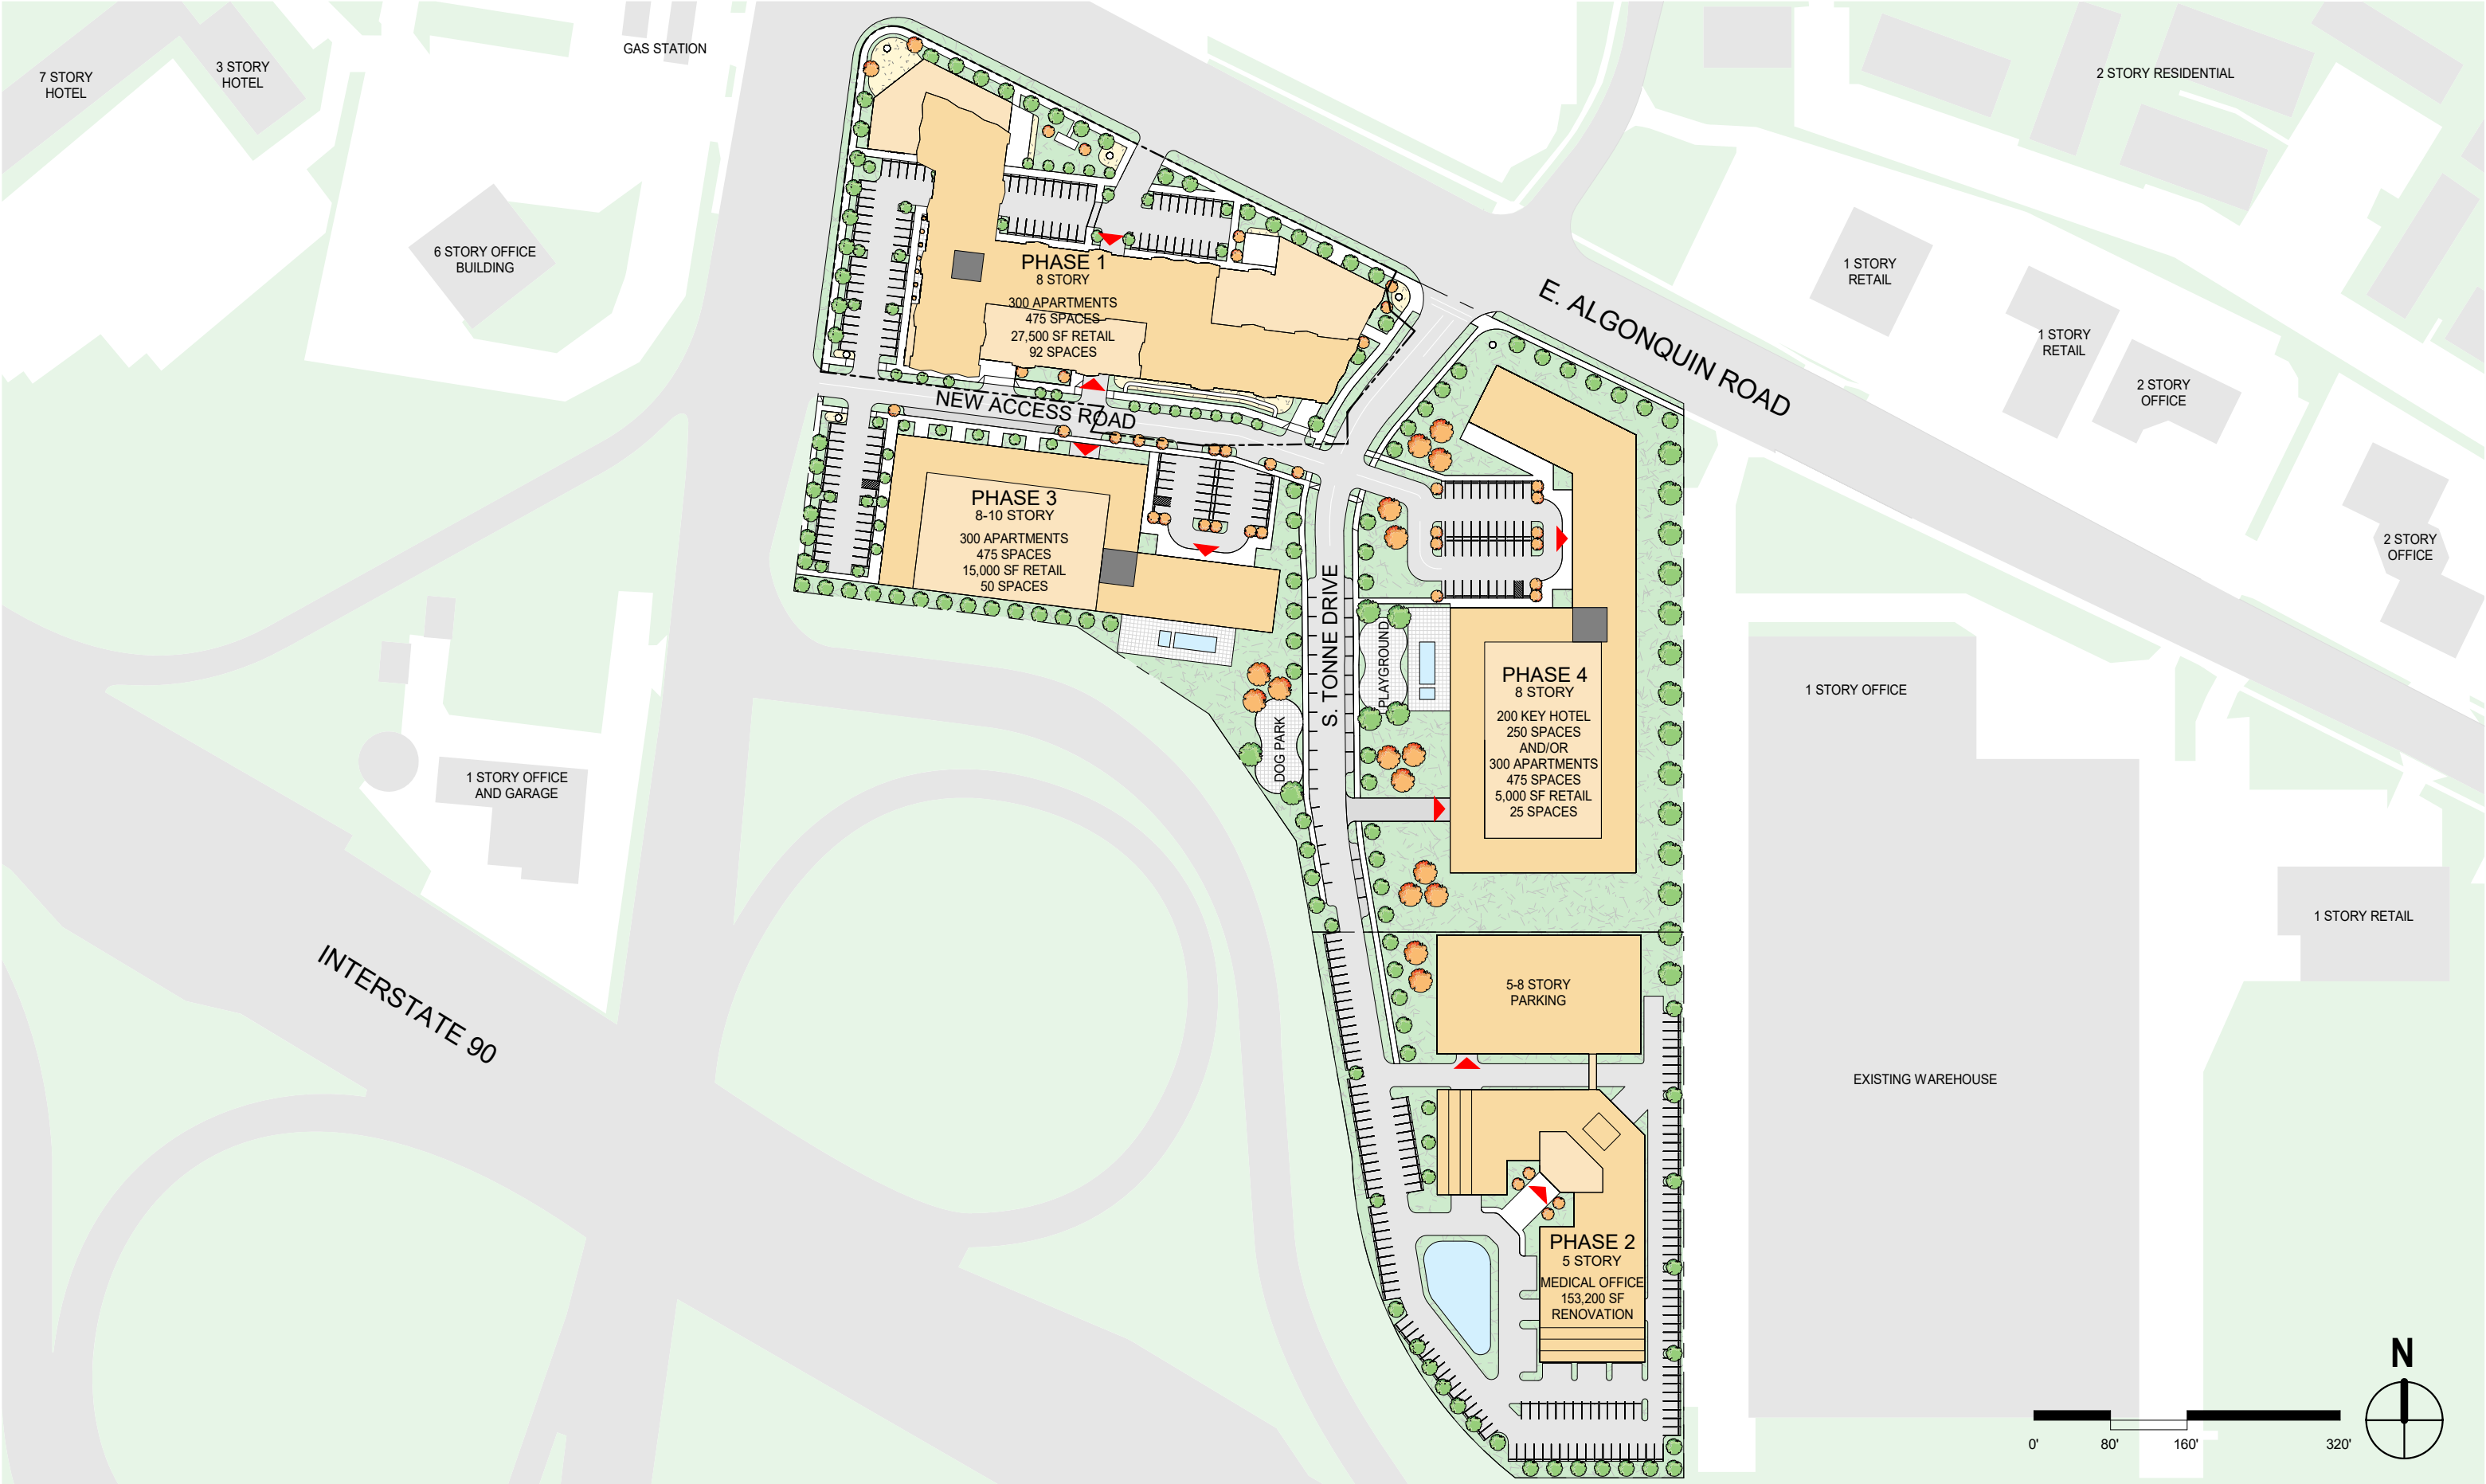 7 STORY
HOTEL
3 STORY
HOTEL
GAS STATION
2 STORY RESIDENTIAL
6 STORY OFFICE
BUILDING
PHASE 1
8 STORY
300 APARTMENTS
475 SPACES
27,500 SF RETAIL
92 SPACES
1 STORY
RETAIL
1 STORY
RETAIL
2 STORY
OFFICE
E. ALGONQUIN ROAD
NEW ACCESS ROAD
PHASE 3
8-10 STORY
300 APARTMENTS
475 SPACES
15,000 SF RETAIL
50 SPACES
2 STORY
OFFICE
S. TONNE DRIVE
PLAYGROUND
DOG PARK
PHASE 4
8 STORY
200 KEY HOTEL
250 SPACES
AND/OR
300 APARTMENTS
475 SPACES
5,000 SF RETAIL
25 SPACES
1 STORY OFFICE
1 STORY OFFICE
AND GARAGE
1 STORY RETAIL
INTERSTATE 90
5-8 STORY
PARKING
EXISTING WAREHOUSE
PHASE 2
5 STORY
MEDICAL OFFICE
153,200 SF
RENOVATION
N
0' 80' 160' 320'